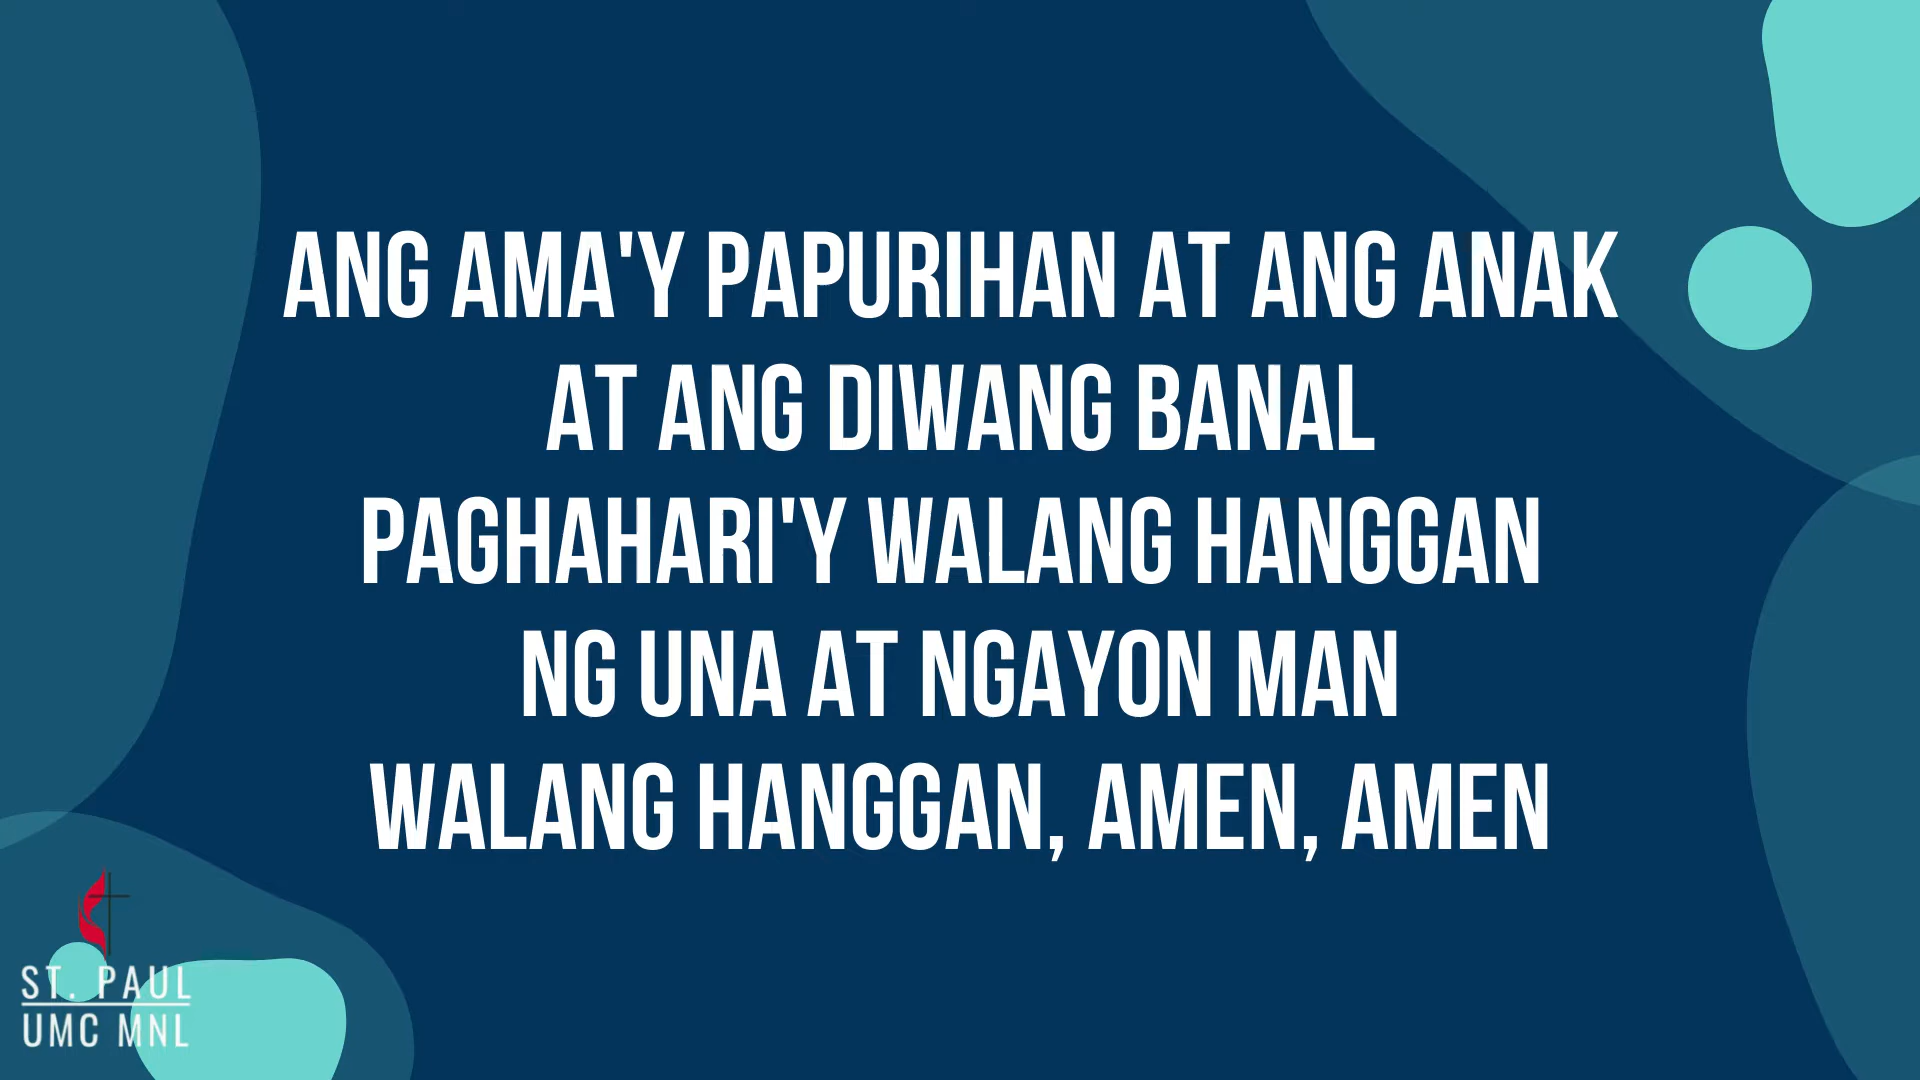 ANG AMA'Y PAPURIHAN AT ANG ANAK
AT ANG DIWANG BANAL
PAGHAHARI'Y WALANG HANGGAN
NG UNA AT NGAYON MAN
WALANG HANGGAN, AMEN, AMEN
ST. PAUL
UMC MNL